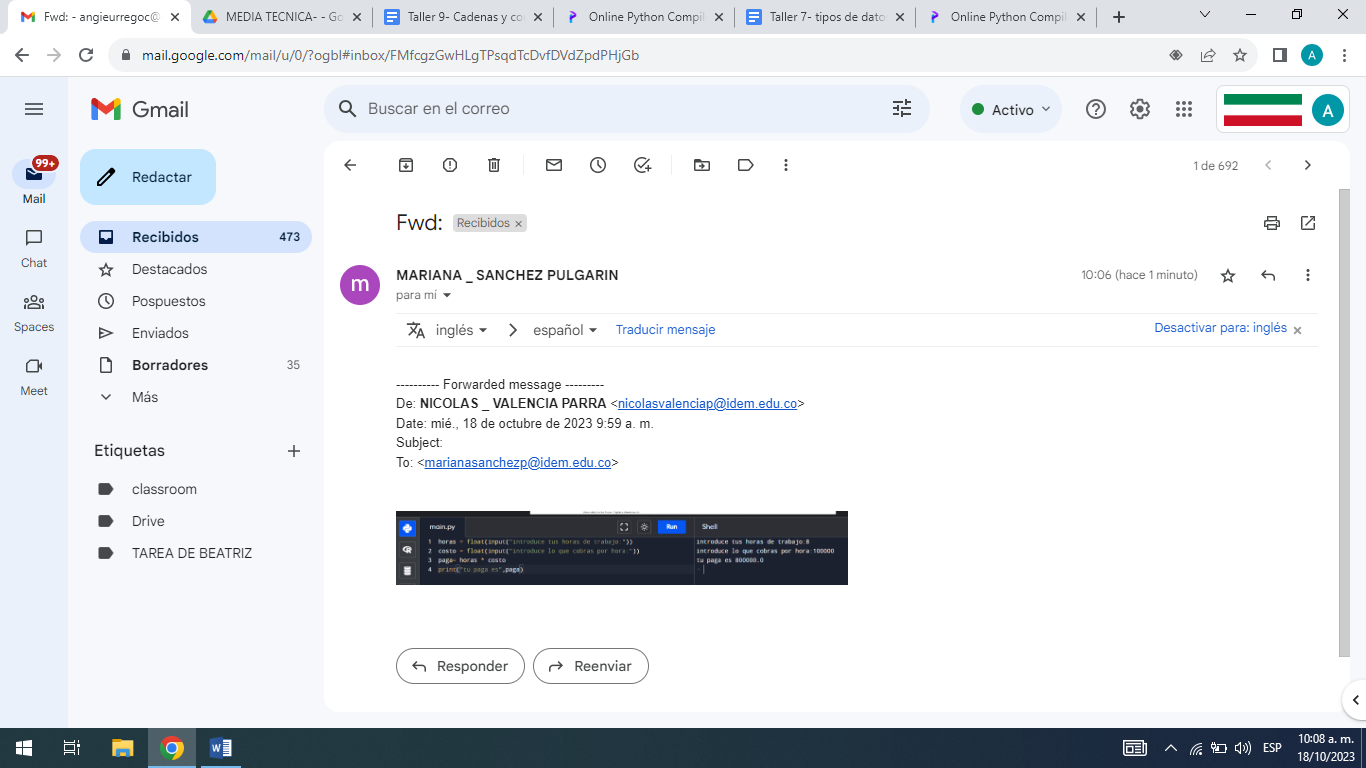 Fwd: - angieurregoc@
MEDIA TECNICA- - Go
Taller 9- Cadenas y co
Online Python Compil
Taller 7- tipos de dato
Online Python Compil
mail.google.com/mail/u/0/?ogbl#inbox/FMfcgzGwHLgTPsqdTcDvfDVdZpdPHjGb
A
Gmail
Buscar en el correo
Activo
A
99+
Mail
Chat
Spaces
Meet
Redactar
Recibidos 473
Destacados
Pospuestos
Enviados
Borradores 35
Más
Etiquetas
classroom
Drive
TAREA DE BEATRIZ
1 de 692
Fwd: Recibidos
m
MARIANA _ SANCHEZ PULGARIN
10:06 (hace 1 minuto)
para mí
inglés español Traducir mensaje
Desactivar para: inglés
---------- Forwarded message ---------
De: NICOLAS _ VALENCIA PARRA <nicolasvalenciap@idem.edu.co>
Date: mié., 18 de octubre de 2023 9:59 a. m.
Subject:
To: <marianasanchezp@idem.edu.co>
main.py
Run
Shell
1 horas = float(input("introduce tus horas de trabajo:"))
2 costo = float(input("introduce lo que cobras por hora:"))
3 paga= horas * costo
4 print("tu paga es",paga)
introduce tus horas de trabajo:8
introduce lo que cobras por hora:100000
tu paga es 800000.0
Responder
Reenviar
ESP
10:08 a. m.
18/10/2023